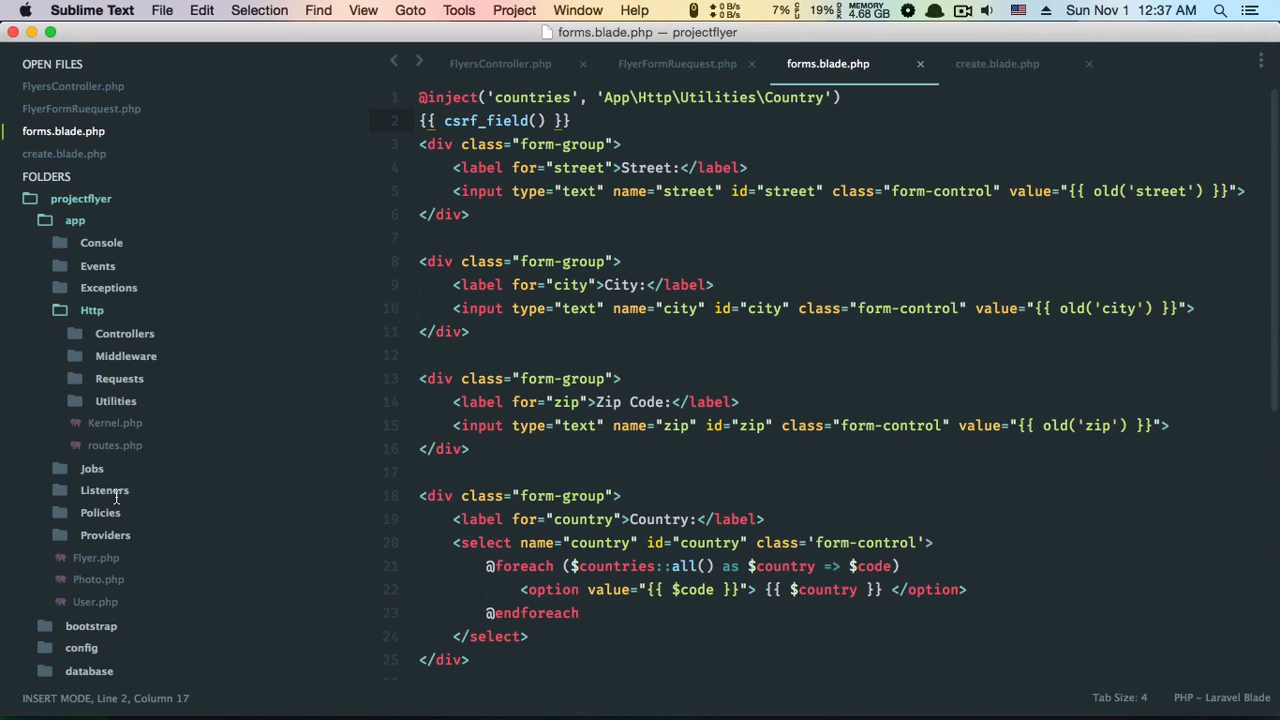 Sublime Text File Edit Selection Find View Goto Tools Project Window Help 0 B/s 0 B/s 7% 19% MEMORY 4.68 GB Sun Nov 1 12:37 AM
forms.blade.php — projectflyer
OPEN FILES
FlyersController.php
FlyerFormRuequest.php
forms.blade.php
create.blade.php
FOLDERS
projectflyer
app
Console
Events
Exceptions
Http
Controllers
Middleware
Requests
Utilities
Kernel.php
routes.php
Jobs
Listeners
Policies
Providers
Flyer.php
Photo.php
User.php
bootstrap
config
database
FlyersController.php × FlyerFormRuequest.php × forms.blade.php × create.blade.php ×
1 @inject('countries', 'App\Http\Utilities\Country')
2 {{ csrf_field() }}
3 <div class="form-group">
4 <label for="street">Street:</label>
5 <input type="text" name="street" id="street" class="form-control" value="{{ old('street') }}">
6 </div>
7
8 <div class="form-group">
9 <label for="city">City:</label>
10 <input type="text" name="city" id="city" class="form-control" value="{{ old('city') }}">
11 </div>
12
13 <div class="form-group">
14 <label for="zip">Zip Code:</label>
15 <input type="text" name="zip" id="zip" class="form-control" value="{{ old('zip') }}">
16 </div>
17
18 <div class="form-group">
19 <label for="country">Country:</label>
20 <select name="country" id="country" class='form-control'>
21 @foreach ($countries::all() as $country => $code)
22 <option value="{{ $code }}"> {{ $country }} </option>
23 @endforeach
24 </select>
25 </div>
INSERT MODE, Line 2, Column 17
Tab Size: 4 PHP - Laravel Blade